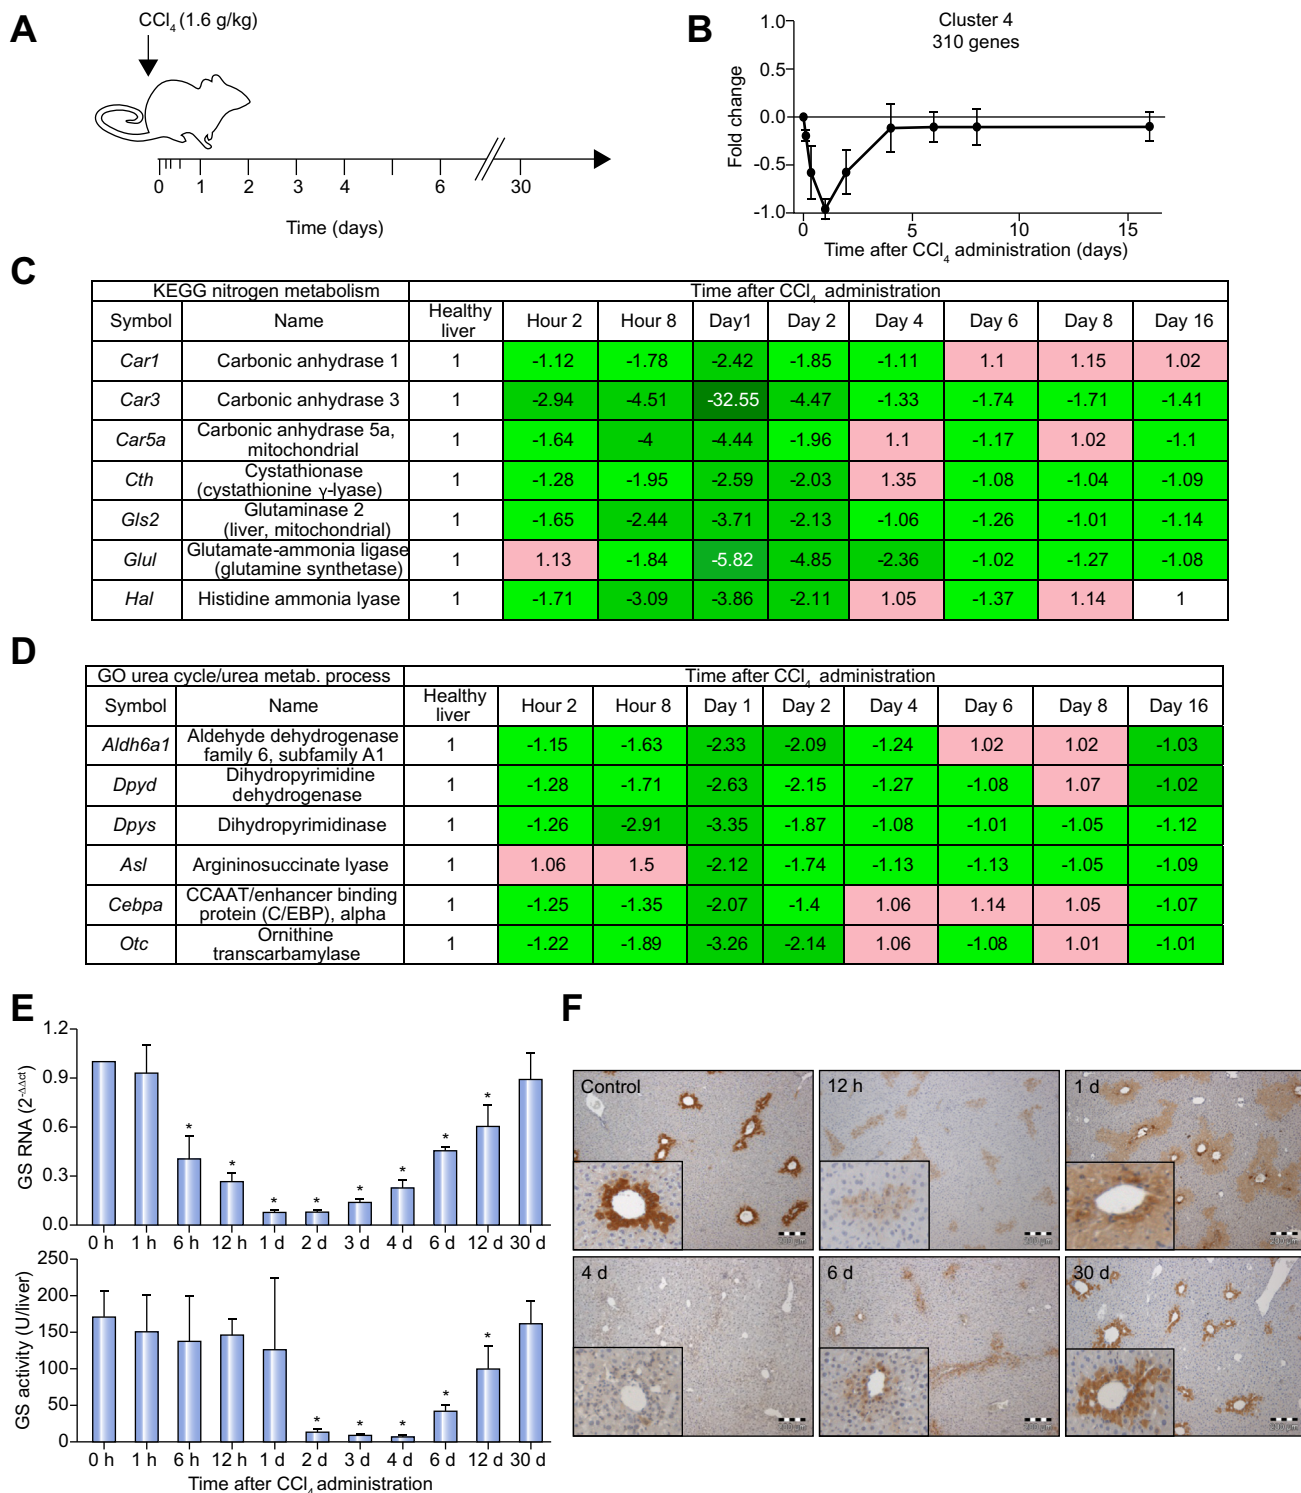 A
CCl4 (1.6 g/kg)
0 1 2 3 4 6 30
Time (days)
B
Cluster 4
310 genes
Fold change
1.0
0.5
0.0
-0.5
-1.0
0 5 10 15
Time after CCl4 administration (days)
C
KEGG nitrogen metabolism Time after CCl4 administration
Symbol Name Healthy liver Hour 2 Hour 8 Day1 Day 2 Day 4 Day 6 Day 8 Day 16
Car1 Carbonic anhydrase 1 1 -1.12 -1.78 -2.42 -1.85 -1.11 1.1 1.15 1.02
Car3 Carbonic anhydrase 3 1 -2.94 -4.51 -32.55 -4.47 -1.33 -1.74 -1.71 -1.41
Car5a Carbonic anhydrase 5a, mitochondrial 1 -1.64 -4 -4.44 -1.96 1.1 -1.17 1.02 -1.1
Cth Cystathionase (cystathionine γ-lyase) 1 -1.28 -1.95 -2.59 -2.03 1.35 -1.08 -1.04 -1.09
Gls2 Glutaminase 2 (liver, mitochondrial) 1 -1.65 -2.44 -3.71 -2.13 -1.06 -1.26 -1.01 -1.14
Glul Glutamate-ammonia ligase (glutamine synthetase) 1 1.13 -1.84 -5.82 -4.85 -2.36 -1.02 -1.27 -1.08
Hal Histidine ammonia lyase 1 -1.71 -3.09 -3.86 -2.11 1.05 -1.37 1.14 1
D
GO urea cycle/urea metab. process Time after CCl4 administration
Symbol Name Healthy liver Hour 2 Hour 8 Day 1 Day 2 Day 4 Day 6 Day 8 Day 16
Aldh6a1 Aldehyde dehydrogenase family 6, subfamily A1 1 -1.15 -1.63 -2.33 -2.09 -1.24 1.02 1.02 -1.03
Dpyd Dihydropyrimidine dehydrogenase 1 -1.28 -1.71 -2.63 -2.15 -1.27 -1.08 1.07 -1.02
Dpys Dihydropyrimidinase 1 -1.26 -2.91 -3.35 -1.87 -1.08 -1.01 -1.05 -1.12
Asl Argininosuccinate lyase 1 1.06 1.5 -2.12 -1.74 -1.13 -1.13 -1.05 -1.09
Cebpa CCAAT/enhancer binding protein (C/EBP), alpha 1 -1.25 -1.35 -2.07 -1.4 1.06 1.14 1.05 -1.07
Otc Ornithine transcarbamylase 1 -1.22 -1.89 -3.26 -2.14 1.06 -1.08 1.01 -1.01
E
GS RNA (2-ΔΔct)
1.2
0.9
0.6
0.3
0.0
* * * * * * * *
0 h 1 h 6 h 12 h 1 d 2 d 3 d 4 d 6 d 12 d 30 d
GS activity (U/liver)
250
200
150
100
50
0
* * * * *
0 h 1 h 6 h 12 h 1 d 2 d 3 d 4 d 6 d 12 d 30 d
Time after CCl4 administration
F
Control 12 h 1 d
4 d 6 d 30 d